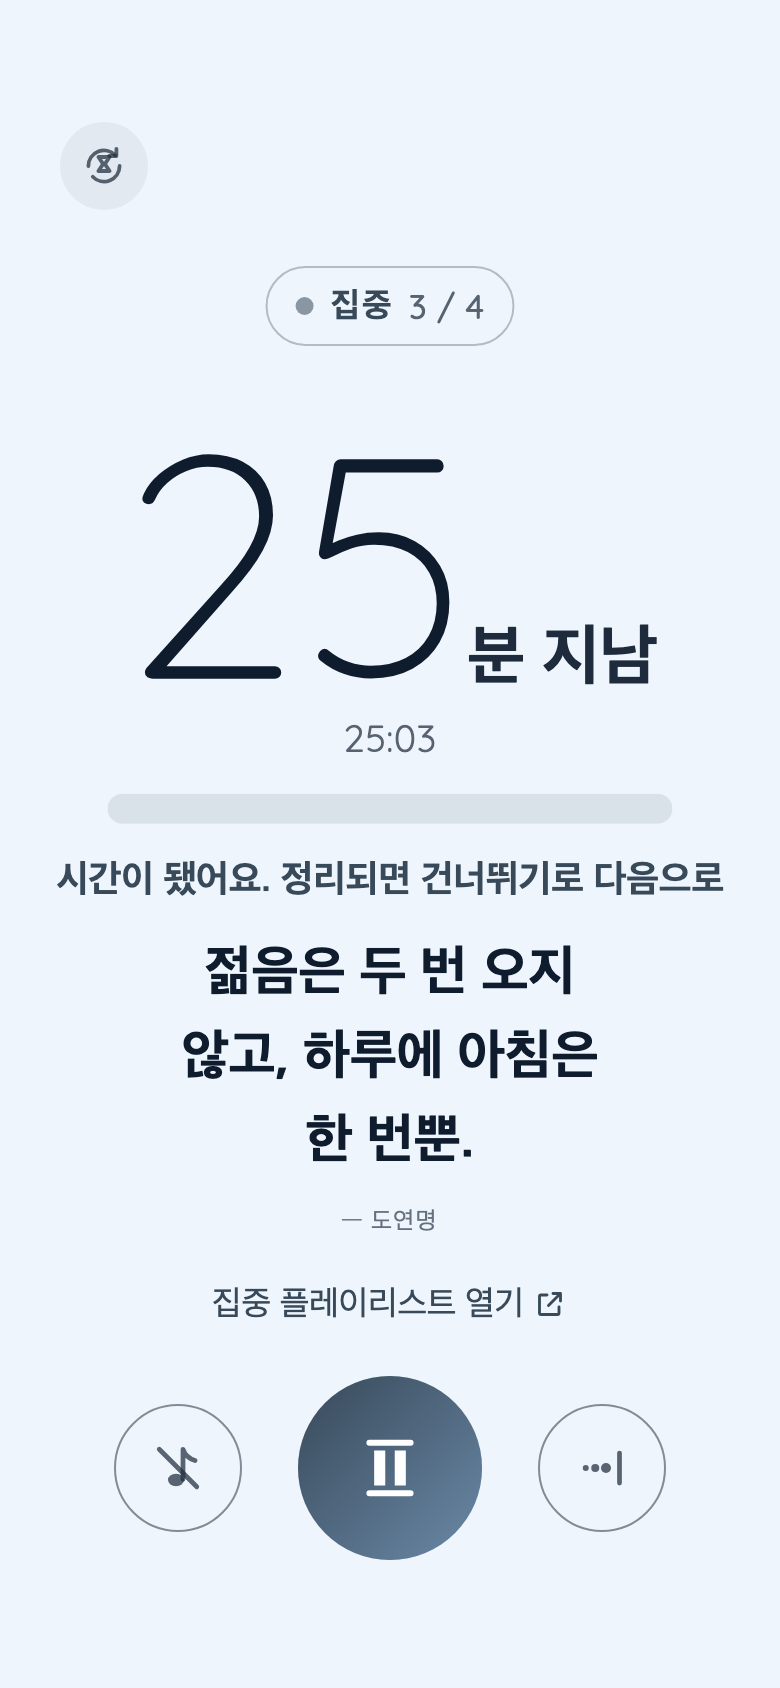 집중 3 / 4
25분 지남
25:03
시간이 됐어요. 정리되면 건너뛰기로 다음으로
젊음은 두 번 오지
않고, 하루에 아침은
한 번뿐.
— 도연명
집중 플레이리스트 열기